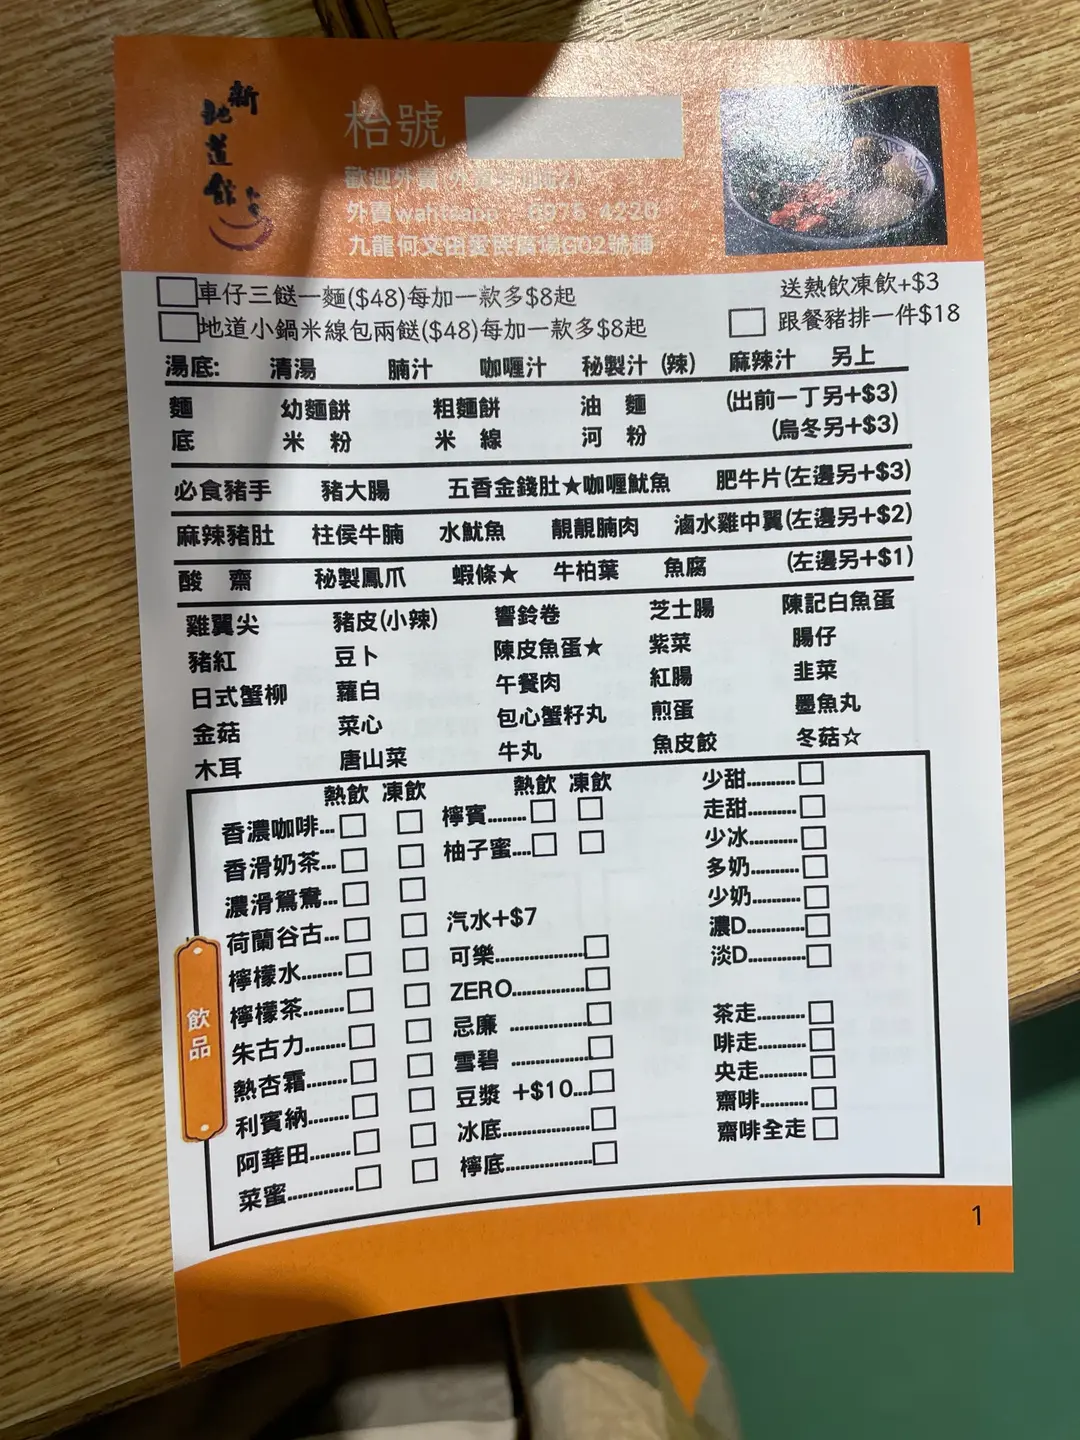 新地道館
枱號
歡迎外賣
外賣wahtsapp 6976 4220
九龍何文田愛民廣場G02號鋪
車仔三餸一麵($48)每加一款多$8起 送熱飲凍飲+$3
地道小鍋米線包兩餸($48)每加一款多$8起 跟餐豬排一件$18
湯底: 清湯 腩汁 咖喱汁 秘製汁 (辣) 麻辣汁 另上
麵 幼麵餅 粗麵餅 油 麵 (出前一丁另+$3)
底 米 粉 米 線 河 粉 (烏冬另+$3)
必食豬手 豬大腸 五香金錢肚★咖喱魷魚 肥牛片(左邊另+$3)
麻辣豬肚 柱侯牛腩 水魷魚 靚靚腩肉 滷水雞中翼(左邊另+$2)
酸 齋 秘製鳳爪 蝦條★ 牛柏葉 魚腐 (左邊另+$1)
雞翼尖 豬皮(小辣) 響鈴卷 芝士腸 陳記白魚蛋
豬紅 豆卜 陳皮魚蛋★ 紫菜 腸仔
日式蟹柳 蘿白 午餐肉 紅腸 韭菜
金菇 菜心 包心蟹籽丸 煎蛋 墨魚丸
木耳 唐山菜 牛丸 魚皮餃 冬菇☆
飲品
熱飲 凍飲
香濃咖啡...
香滑奶茶...
濃滑鴛鴦...
荷蘭谷古...
檸檬水........
檸檬茶........
朱古力........
熱杏霜........
利賓納........
阿華田........
菜蜜.............
熱飲 凍飲
檸賓........
柚子蜜....
汽水+$7
可樂..................
ZERO...............
忌廉 ................
雪碧 ................
豆漿 +$10....
冰底..................
檸底..................
少甜..........
走甜..........
少冰..........
多奶..........
少奶..........
濃D............
淡D............
茶走..........
啡走..........
央走..........
齋啡..........
齋啡全走
1